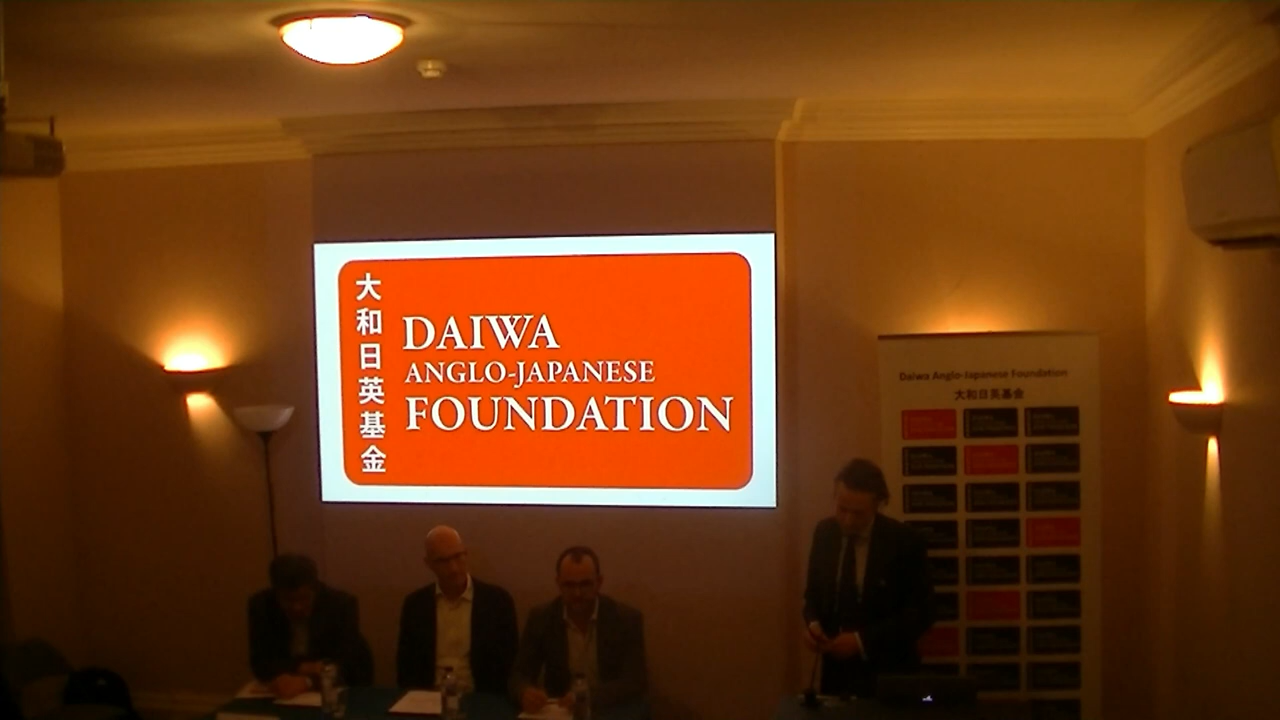 大和日英基金
DAIWA
ANGLO-JAPANESE
FOUNDATION
Daiwa Anglo-Japanese Foundation
大和日英基金